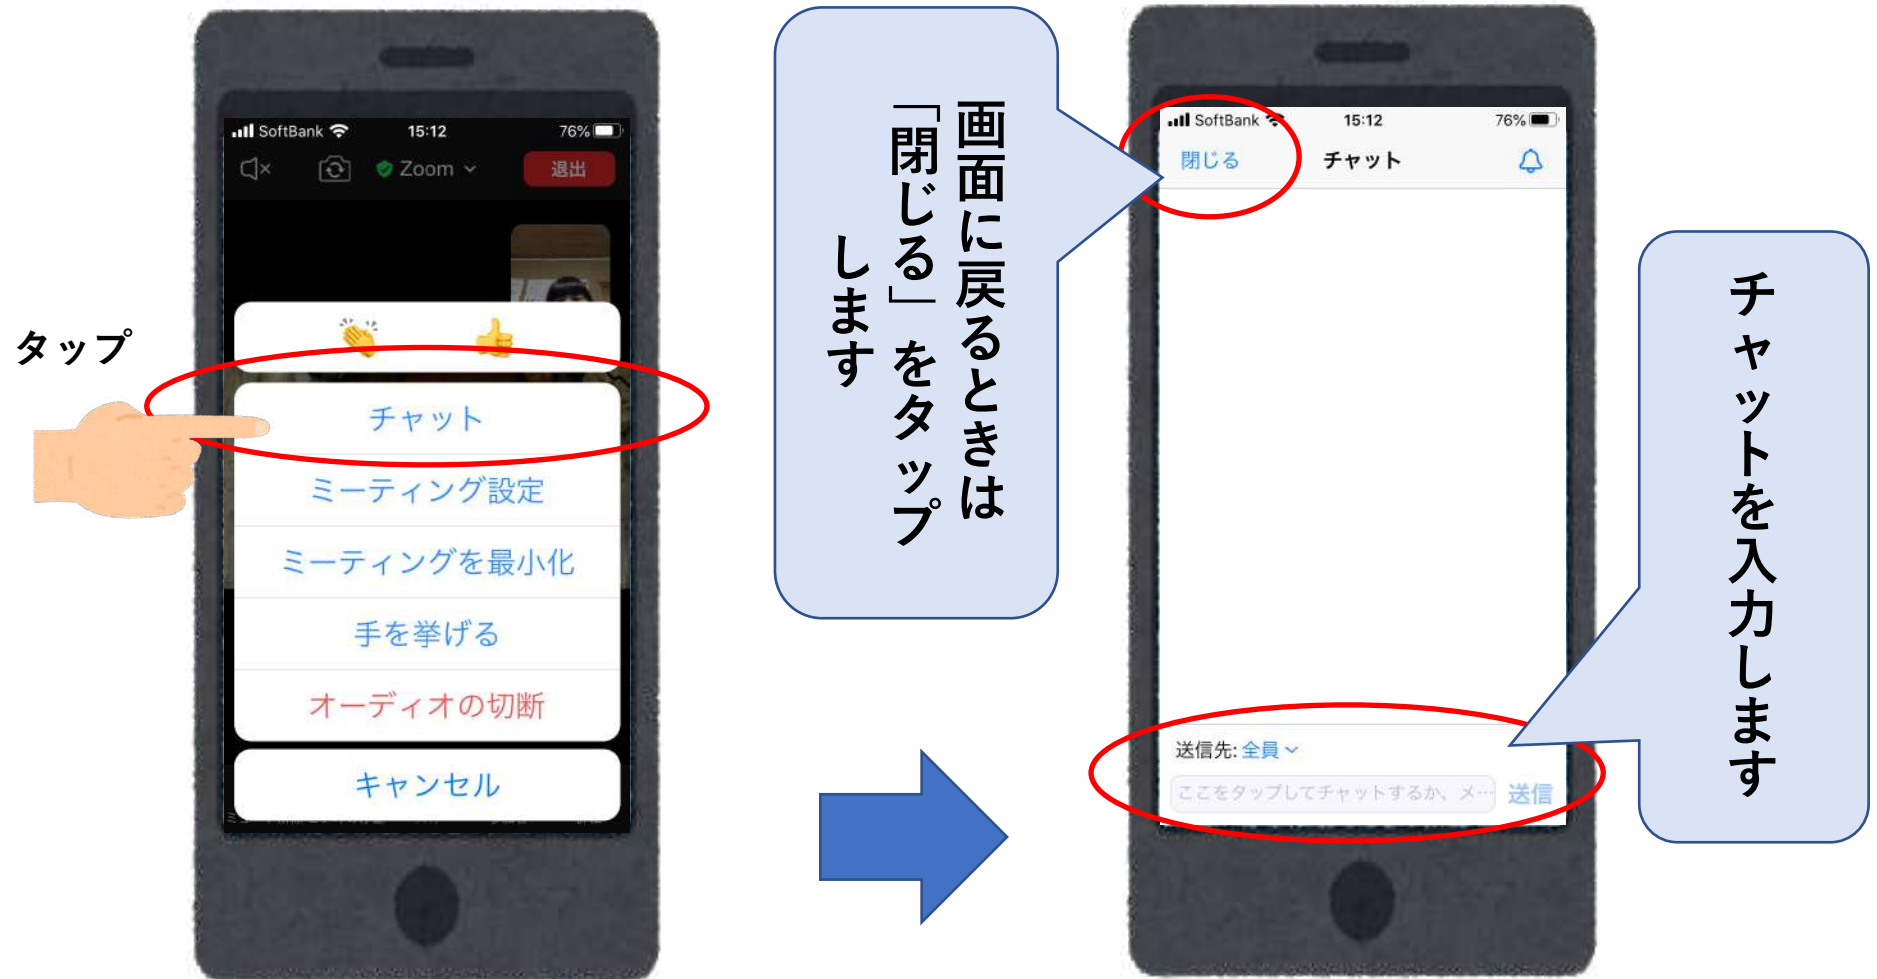 タップ
SoftBank 15:12 76%
Zoom 退出
チャット
ミーティング設定
ミーティングを最小化
手を挙げる
オーディオの切断
キャンセル
画面に戻るときは
「閉じる」をタップ
します
SoftBank 15:12 76%
閉じる チャット
送信先: 全員
ここをタップしてチャットするか、メ… 送信
チャットを入力します